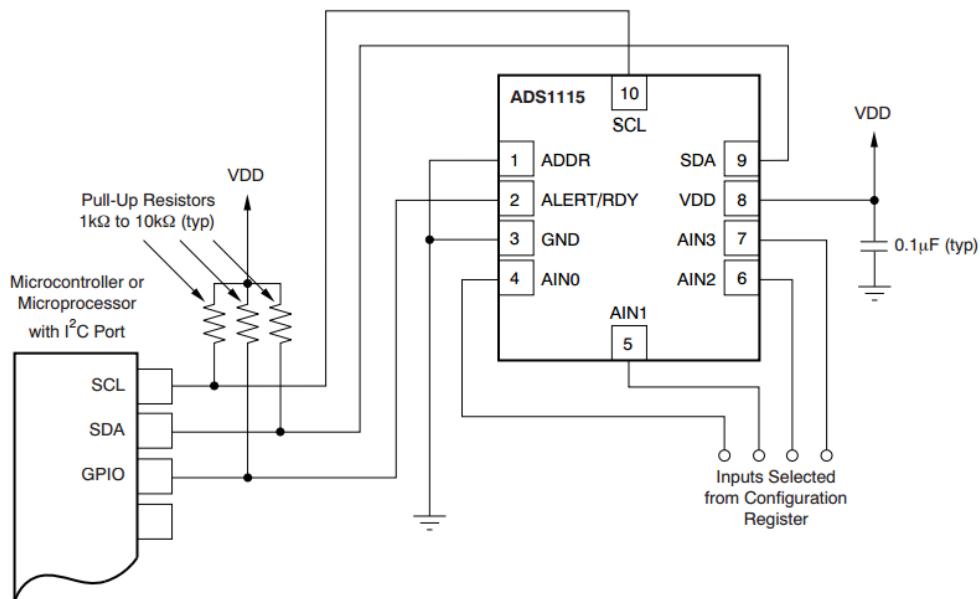 ADS1115
10
SCL
1 ADDR
SDA 9
2 ALERT/RDY
VDD 8
3 GND
AIN3 7
4 AIN0
AIN2 6
AIN1
5
VDD
0.1μF (typ)
VDD
Pull-Up Resistors
1kΩ to 10kΩ (typ)
Microcontroller or
Microprocessor
with I²C Port
SCL
SDA
GPIO
Inputs Selected
from Configuration
Register